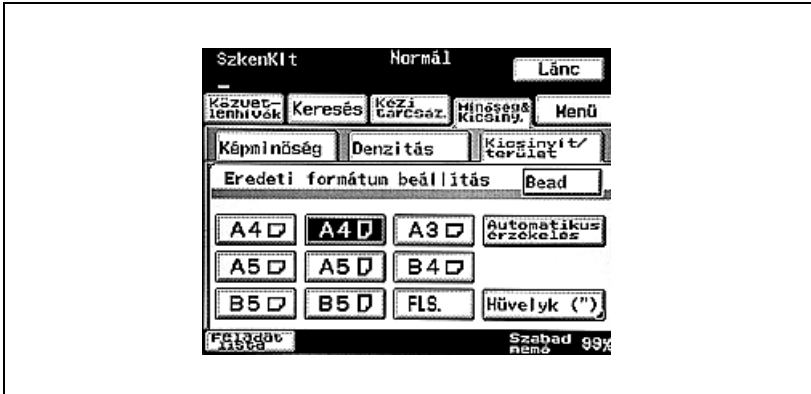 SzkenKlt Normál Lánc
Közvet-
lenhívók Keresés Kézi
tárcsáz. Minőség&
Kicsiny. Menü
Képminőség Denzitás Kicsinyít/
terület
Eredeti formátum beállítás Bead
A4 A4 A3 Automatikus
érzékelés
A5 A5 B4
B5 B5 FLS. Hüvelyk (")
Feladat
lista Szabad
memó 99%